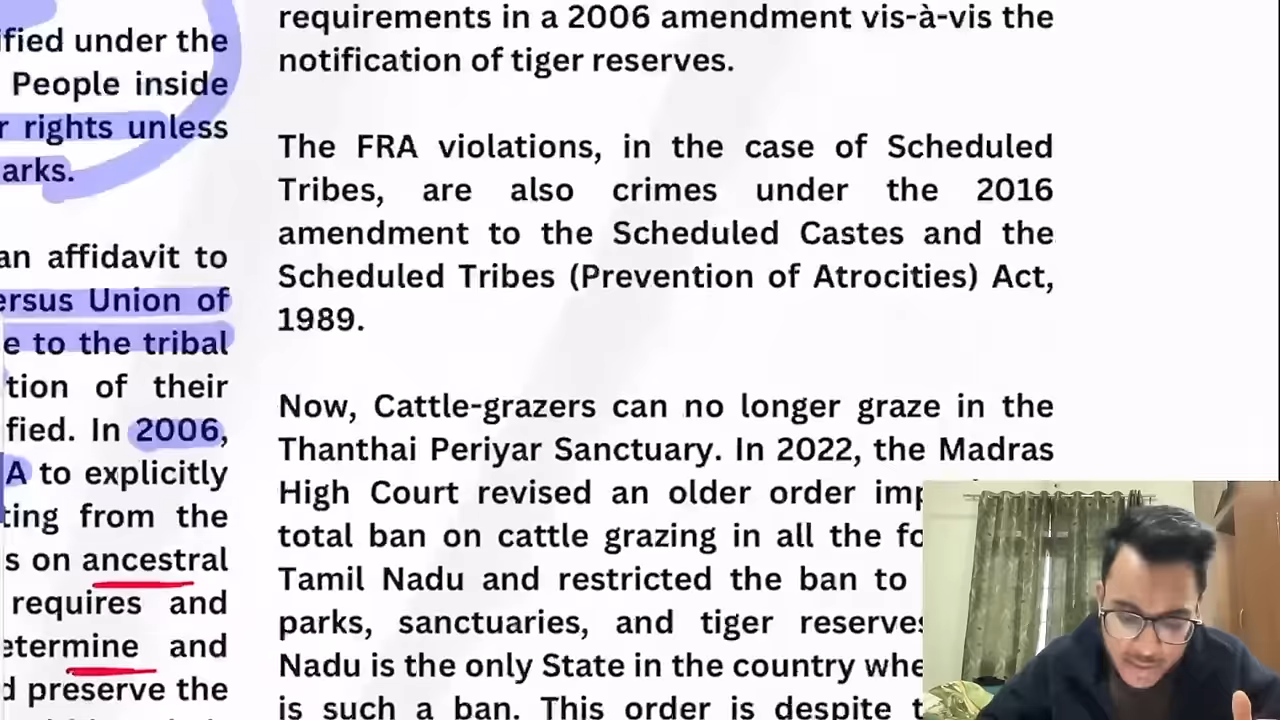 ified under the
People inside
r rights unless
arks.
an affidavit to
ersus Union of
e to the tribal
tion of their
fied. In 2006,
A to explicitly
ting from the
s on ancestral
requires and
etermine and
d preserve the
requirements in a 2006 amendment vis-à-vis the
notification of tiger reserves.
The FRA violations, in the case of Scheduled
Tribes, are also crimes under the 2016
amendment to the Scheduled Castes and the
Scheduled Tribes (Prevention of Atrocities) Act,
1989.
Now, Cattle-grazers can no longer graze in the
Thanthai Periyar Sanctuary. In 2022, the Madras
High Court revised an older order imp
total ban on cattle grazing in all the fo
Tamil Nadu and restricted the ban to
parks, sanctuaries, and tiger reserves
Nadu is the only State in the country whe
is such a ban. This order is despite t